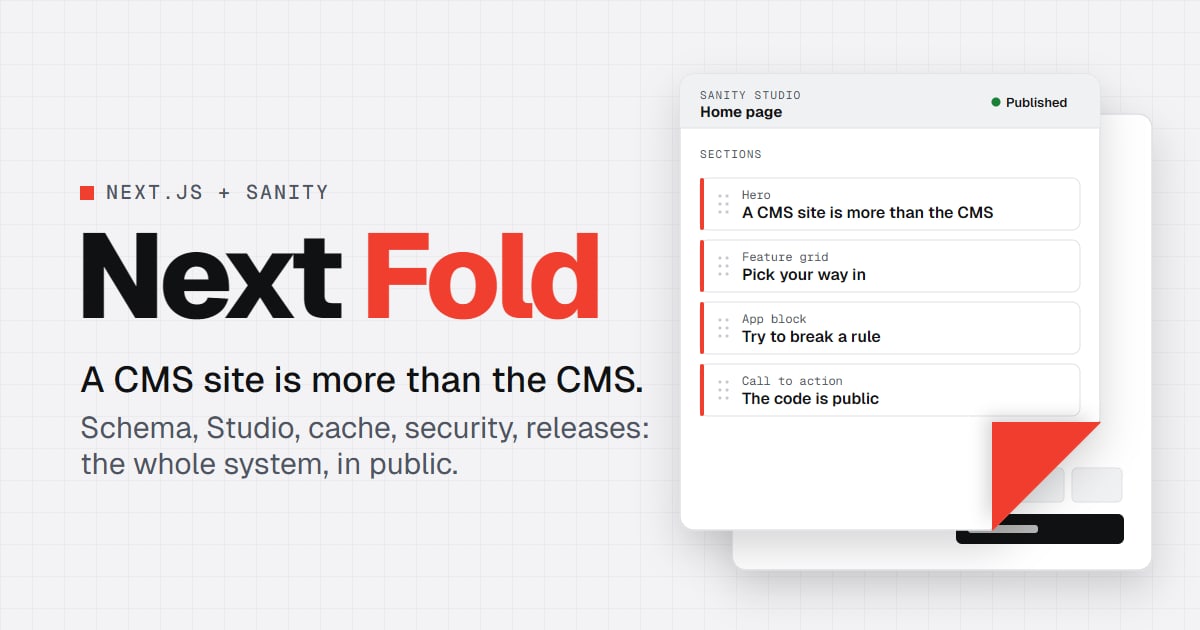 NEXT.JS + SANITY
Next Fold
A CMS site is more than the CMS.
Schema, Studio, cache, security, releases:
the whole system, in public.
SANITY STUDIO
Home page
Published
SECTIONS
Hero
A CMS site is more than the CMS
Feature grid
Pick your way in
App block
Try to break a rule
Call to action
The code is public